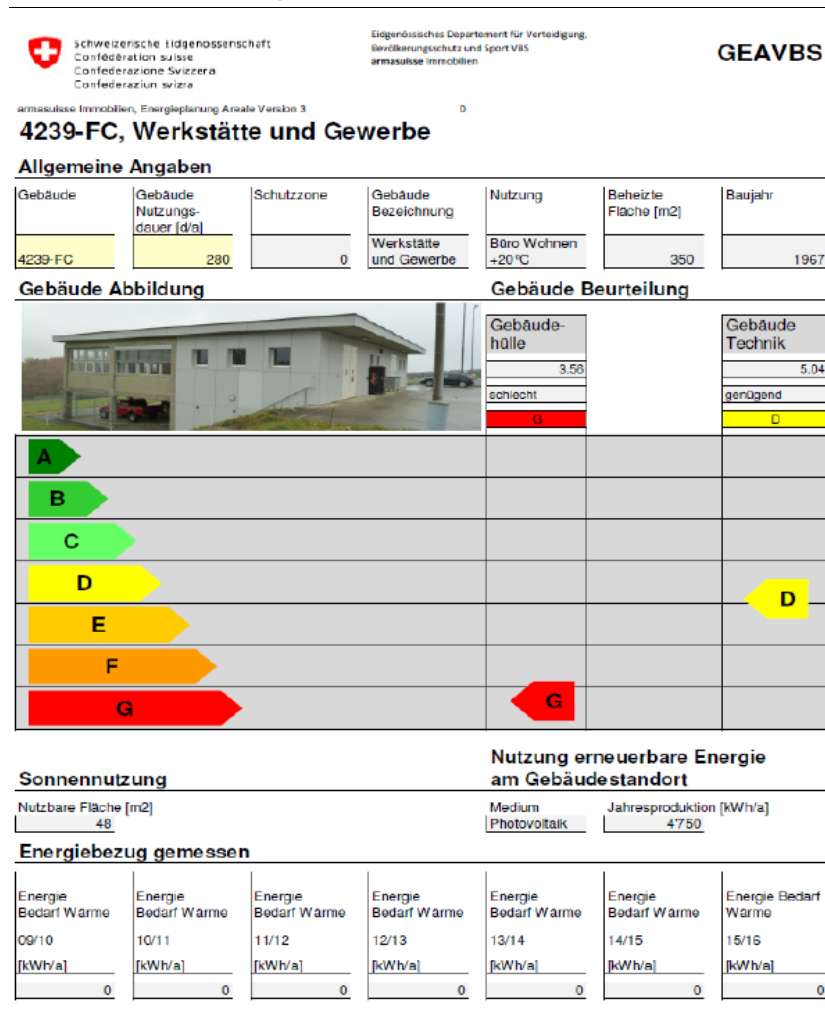 Schweizerische Eidgenossenschaft
Confédération suisse
Confederazione Svizzera
Confederaziun svizra
Eidgenössisches Departement für Verteidigung,
Bevölkerungsschutz und Sport VBS
armasuisse Immobilien
GEAVBS
armasuisse Immobilien, Energieplanung Areale Version 3 0
4239-FC, Werkstätte und Gewerbe
Allgemeine Angaben
Gebäude Gebäude Nutzungs- dauer [d/a] Schutzzone Gebäude Bezeichnung Nutzung Beheizte Fläche [m2] Baujahr
4239-FC 280 0 Werkstätte und Gewerbe Büro Wohnen +20°C 350 1967
Gebäude Abbildung Gebäude Beurteilung
Gebäude- hülle Gebäude Technik
3.56 5.04
schlecht genügend
G D
A
B
C
D D
E
F
G G
Sonnennutzung
Nutzung erneuerbare Energie
am Gebäudestandort
Nutzbare Fläche [m2] Medium Jahresproduktion [kWh/a]
48 Photovoltaik 4'750
Energiebezug gemessen
Energie Energie Energie Energie Energie Energie Energie Bedarf
Bedarf Wärme Bedarf Wärme Bedarf Wärme Bedarf Wärme Bedarf Wärme Bedarf Wärme Wärme
09/10 10/11 11/12 12/13 13/14 14/15 15/16
[kWh/a] [kWh/a] [kWh/a] [kWh/a] [kWh/a] [kWh/a] [kWh/a]
0 0 0 0 0 0 0